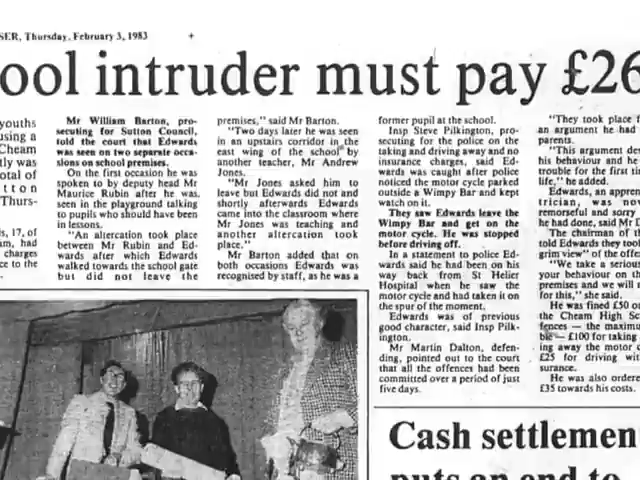 SER, Thursday, February 3, 1983
ool intruder must pay £26
youths
using a
Cheam
tly was
otal of
tton
Thurs-
ls, 17, of
am, had
charges
ce to the
Mr William Barton, pro-
secuting for Sutton Council,
told the court that Edwards
was seen on two separate occa-
sions on school premises.
On the first occasion he was
spoken to by deputy head Mr
Maurice Rubin after he was
seen in the playground talking
to pupils who should have been
in lessons.
"An altercation took place
between Mr Rubin and Ed-
wards after which Edwards
walked towards the school gate
but did not leave the
premises," said Mr Barton.
"Two days later he was seen
in an upstairs corridor in the
east wing of the school by
another teacher, Mr Andrew
Jones.
"Mr Jones asked him to
leave but Edwards did not and
shortly afterwards Edwards
came into the classroom where
Mr Jones was teaching and
another altercation took
place."
Mr Barton added that on
both occasions Edwards was
recognised by staff, as he was a
former pupil at the school.
Insp Steve Pilkington, pro-
secuting for the police on the
taking and driving away and no
insurance charges, said Ed-
wards was caught after police
noticed the motor cycle parked
outside a Wimpy Bar and kept
watch on it.
They saw Edwards leave the
Wimpy Bar and get on the
motor cycle. He was stopped
before driving off.
In a statement to police Ed-
wards said he had been on his
way back from St Helier
Hospital when he saw the
motor cycle and had taken it on
the spur of the moment.
Edwards was of previous
good character, said Insp Pilk-
ington.
Mr Martin Dalton, defen-
ding, pointed out to the court
that all the offences had been
committed over a period of just
five days.
"They took place f
an argument he had
parents.
"This argument des
his behaviour and he
trouble for the first tim
life," he added.
Edwards, an appren
trician, was now
remorseful and sorry
he had done, said Mr D
The chairman of th
told Edwards they took
grim view" of the offe
"We take a serious
your behaviour on th
premises and we will n
for this," she said.
He was fined £50 on
the Cheam High Sc
fences — the maximu
ble — £100 for taking
ing away the motor c
£25 for driving wit
surance.
He was also ordere
£35 towards his costs.
Cash settlemen
puts an end to